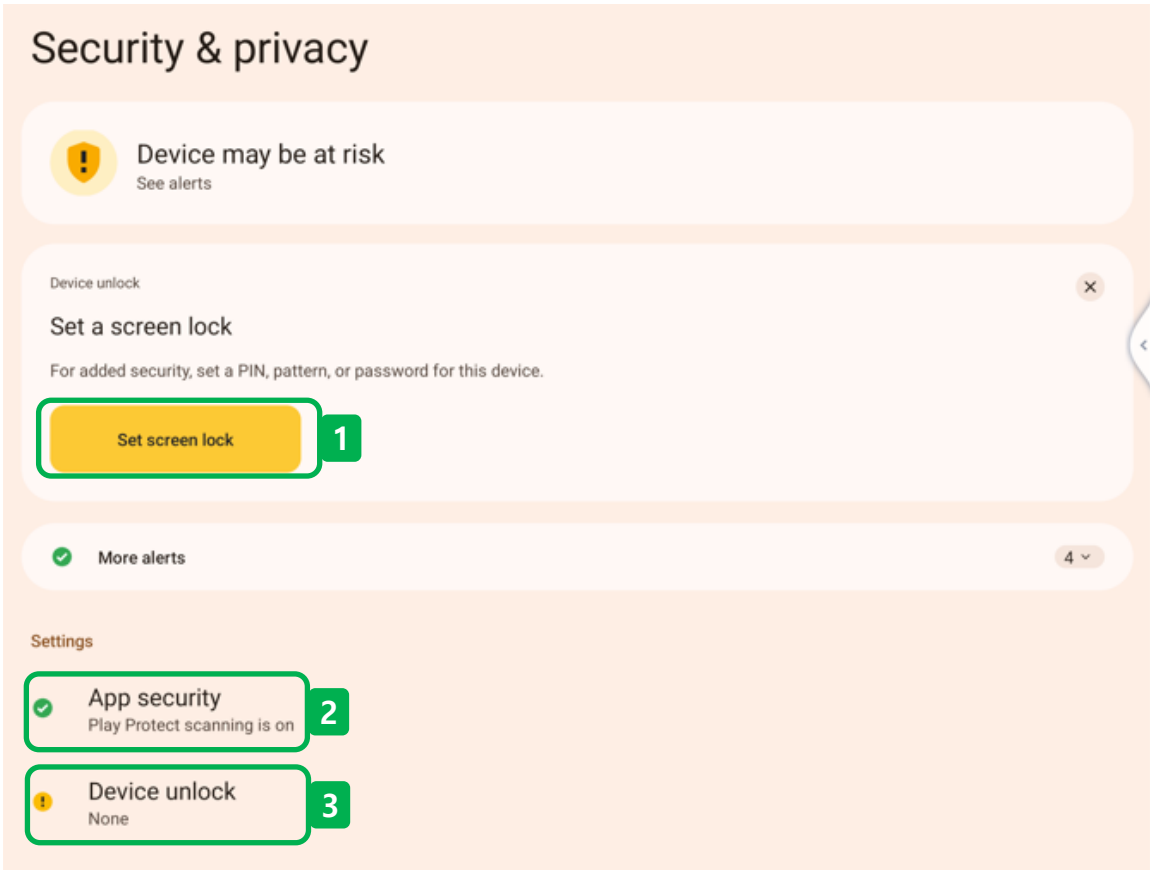 Security & privacy
Device may be at risk
See alerts
Device unlock
Set a screen lock
For added security, set a PIN, pattern, or password for this device.
Set screen lock
1
More alerts
4
Settings
App security
Play Protect scanning is on
2
Device unlock
None
3